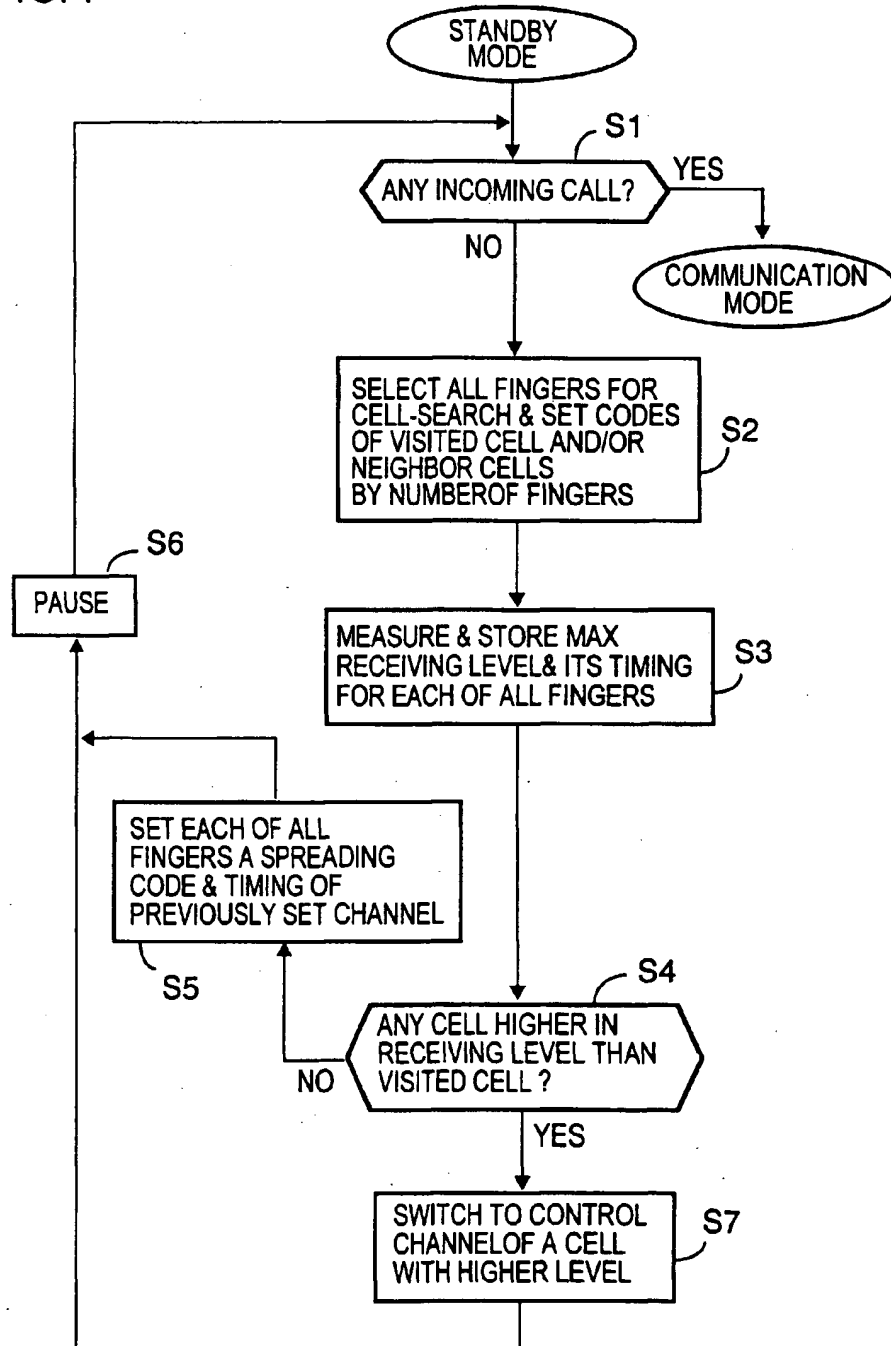 STANDBY
MODE
S1
ANY INCOMING CALL?
YES
NO
COMMUNICATION
MODE
SELECT ALL FINGERS FOR
CELL-SEARCH & SET CODES
OF VISITED CELL AND/OR
NEIGHBOR CELLS
BY NUMBEROF FINGERS
S2
S6
PAUSE
MEASURE & STORE MAX
RECEIVING LEVEL& ITS TIMING
FOR EACH OF ALL FINGERS
S3
SET EACH OF ALL
FINGERS A SPREADING
CODE & TIMING OF
PREVIOUSLY SET CHANNEL
S5
S4
ANY CELL HIGHER IN
RECEIVING LEVEL THAN
VISITED CELL ?
NO
YES
SWITCH TO CONTROL
CHANNELOF A CELL
WITH HIGHER LEVEL
S7